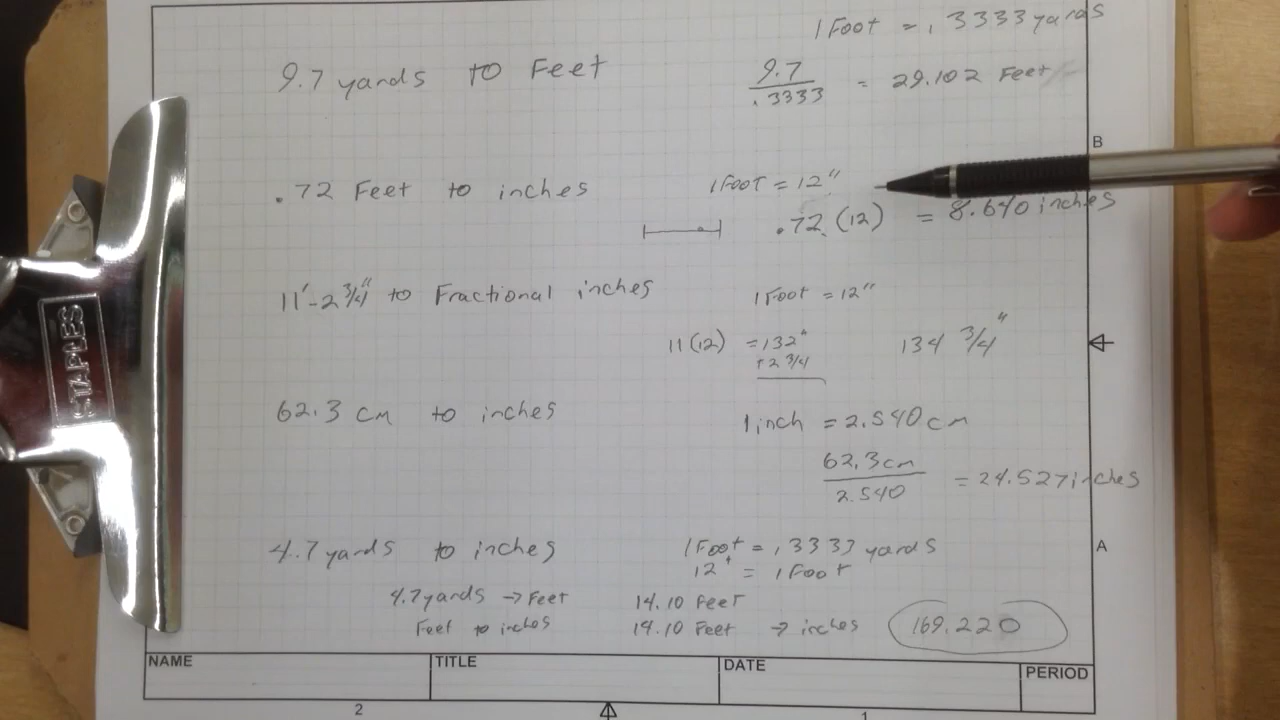 1 Foot = .3333 yards
9.7 yards to Feet
9.7
.3333
= 29.102 Feet
B
.72 Feet to inches
1 Foot = 12"
.72 (12) = 8.640 inches
11'-2 3/4" to Fractional inches
1 Foot = 12"
11 (12) = 132"
+2 3/4
134 3/4"
STAPLES
62.3 cm to inches
1 inch = 2.540 cm
62.3 cm
2.540
= 24.527 inches
4.7 yards to inches
1 Foot = .3333 yards
12" = 1 Foot
A
4.7 yards → Feet 14.10 Feet
Feet to inches 14.10 Feet → inches 169.220
NAME TITLE DATE PERIOD
2 1